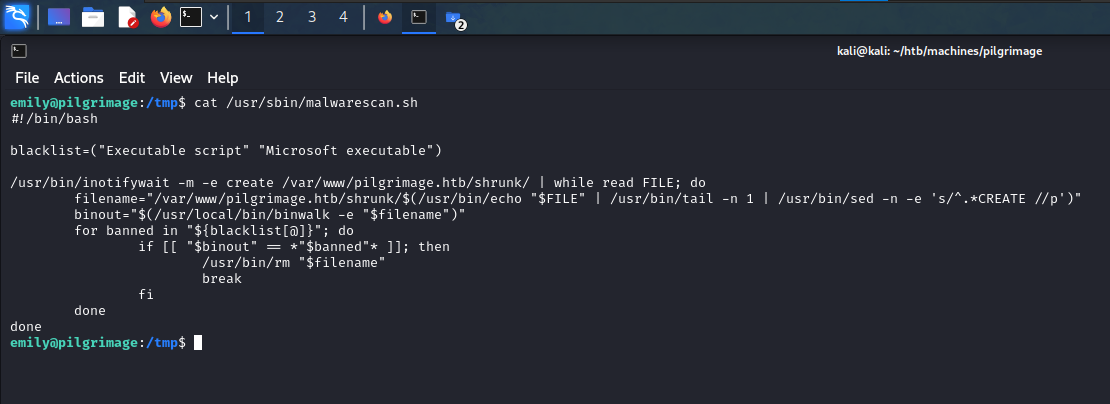 1 2 3 4 2
kali@kali: ~/htb/machines/pilgrimage
File Actions Edit View Help
emily@pilgrimage:/tmp$ cat /usr/sbin/malwarescan.sh
#!/bin/bash
blacklist=("Executable script" "Microsoft executable")
/usr/bin/inotifywait -m -e create /var/www/pilgrimage.htb/shrunk/ | while read FILE; do
filename="/var/www/pilgrimage.htb/shrunk/$(/usr/bin/echo "$FILE" | /usr/bin/tail -n 1 | /usr/bin/sed -n -e 's/^.*CREATE //p')"
binout="$(/usr/local/bin/binwalk -e "$filename")"
for banned in "${blacklist[@]}"; do
if [[ "$binout" == *"$banned"* ]]; then
/usr/bin/rm "$filename"
break
fi
done
done
emily@pilgrimage:/tmp$